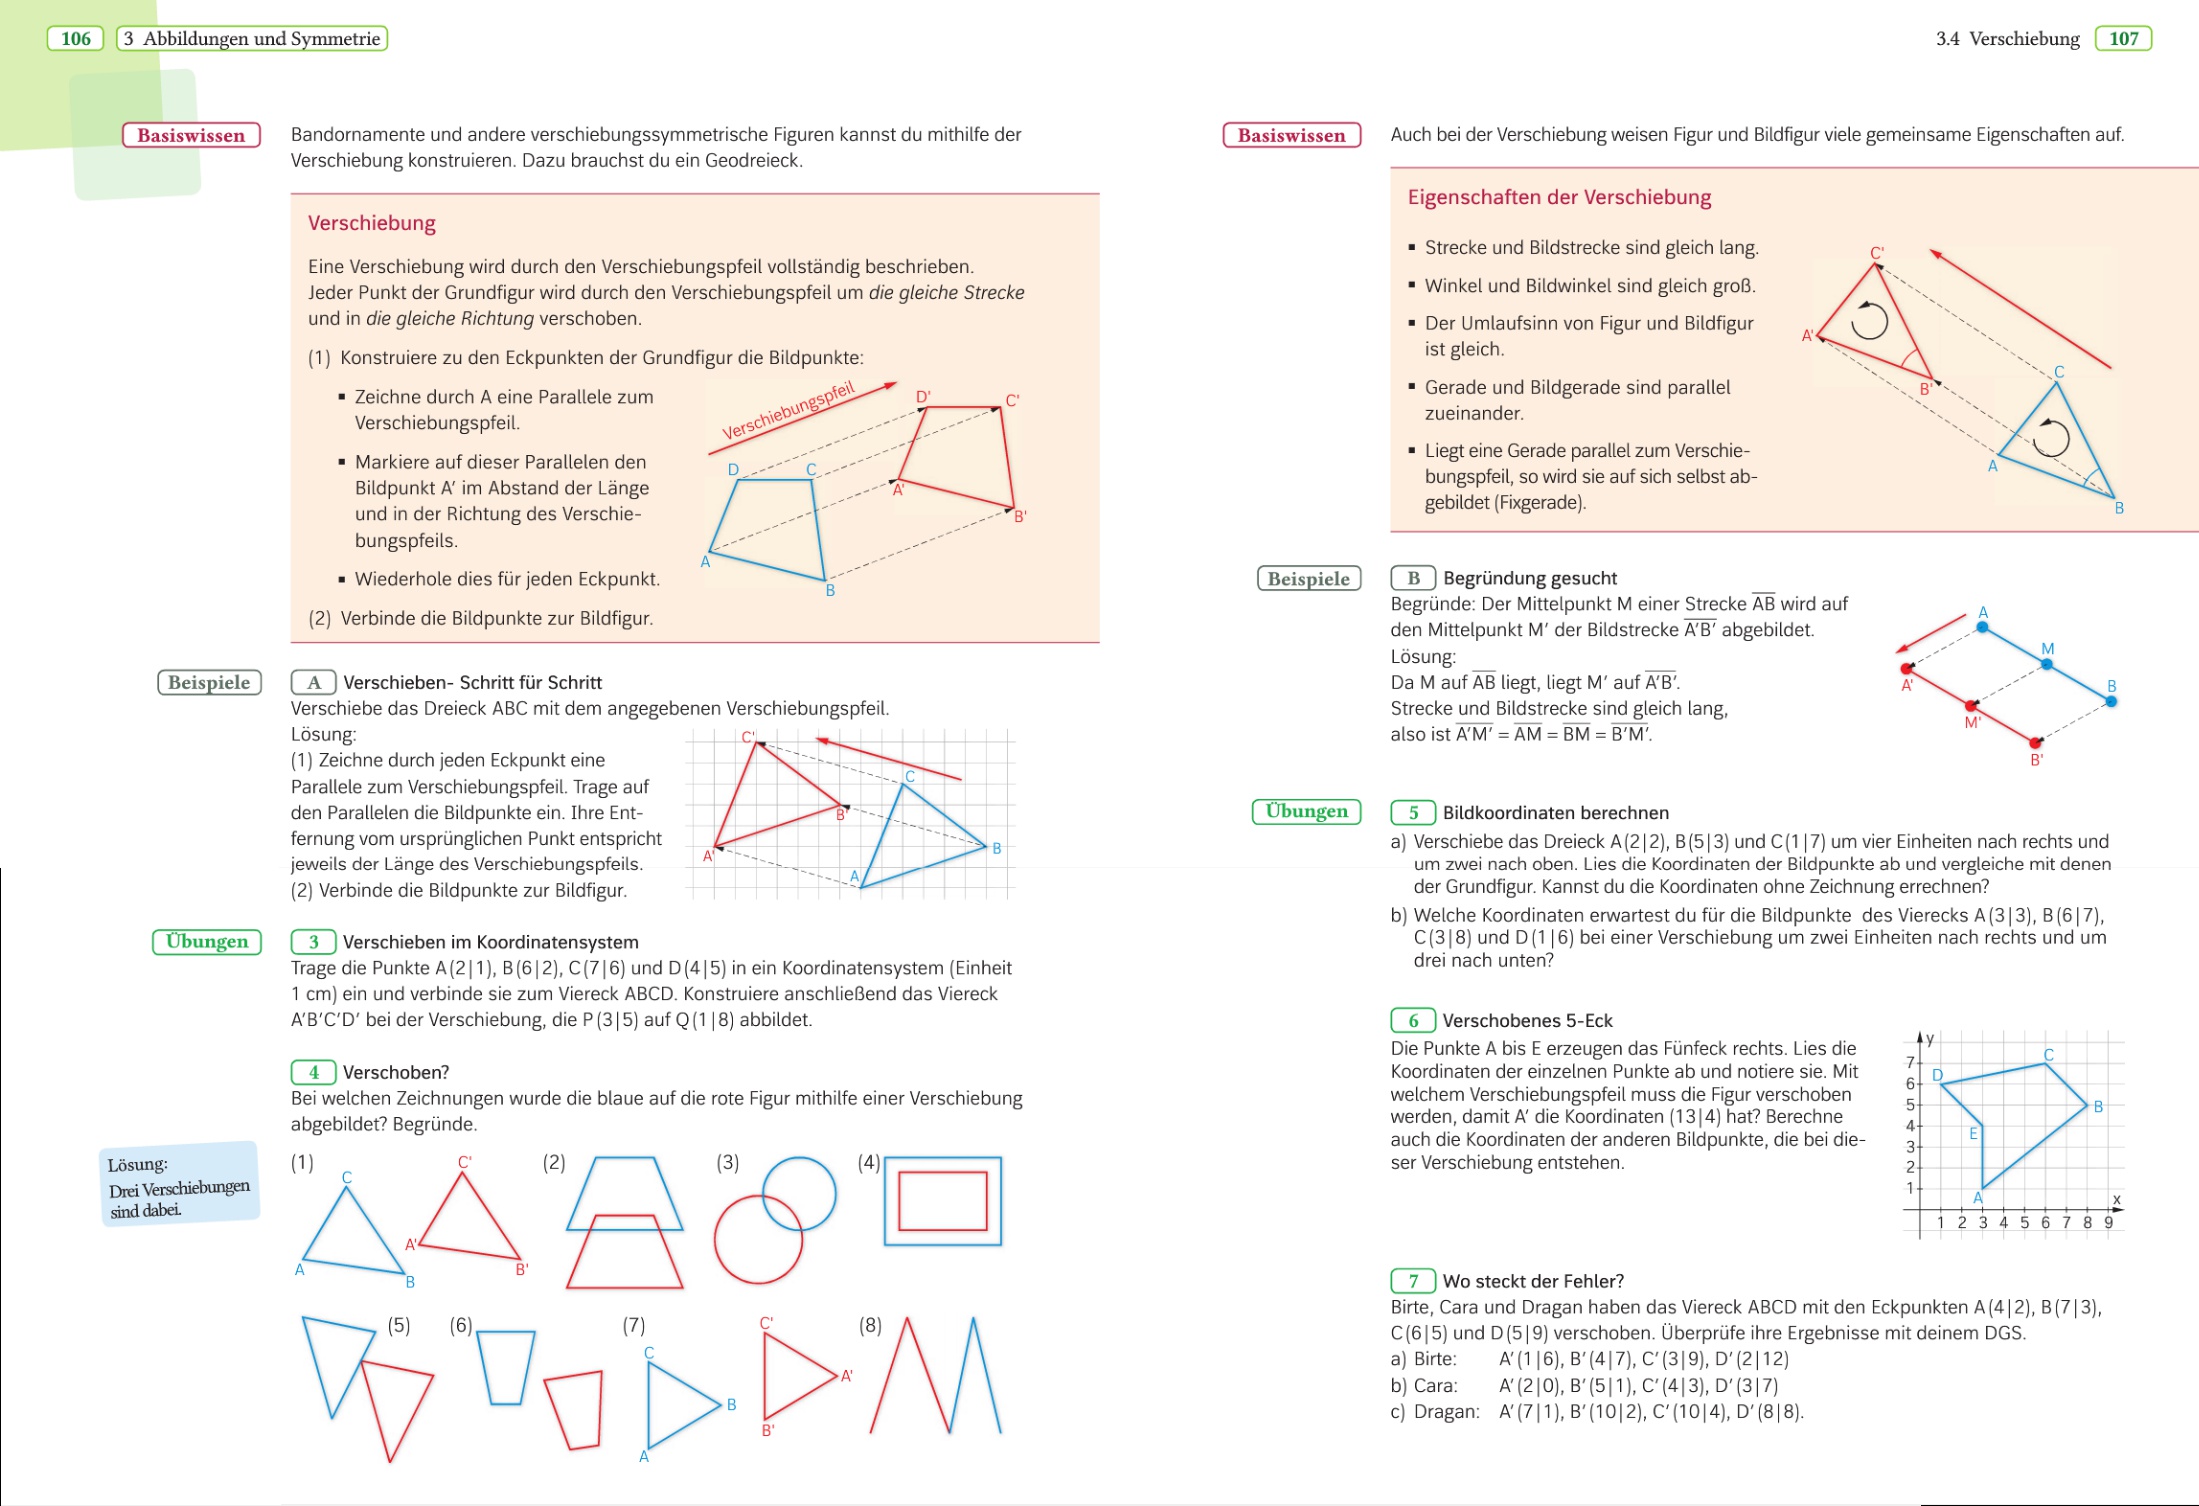 106 3 Abbildungen und Symmetrie
Basiswissen
Bandornamente und andere verschiebungssymmetrische Figuren kannst du mithilfe der
Verschiebung konstruieren. Dazu brauchst du ein Geodreieck.
Verschiebung
Eine Verschiebung wird durch den Verschiebungspfeil vollständig beschrieben.
Jeder Punkt der Grundfigur wird durch den Verschiebungspfeil um die gleiche Strecke
und in die gleiche Richtung verschoben.
(1) Konstruiere zu den Eckpunkten der Grundfigur die Bildpunkte:
▪ Zeichne durch A eine Parallele zum
Verschiebungspfeil.
▪ Markiere auf dieser Parallelen den
Bildpunkt A′ im Abstand der Länge
und in der Richtung des Verschie-
bungspfeils.
▪ Wiederhole dies für jeden Eckpunkt.
(2) Verbinde die Bildpunkte zur Bildfigur.
Verschiebungspfeil
D' C'
D C
A'
B'
A
B
Beispiele
A Verschieben- Schritt für Schritt
Verschiebe das Dreieck ABC mit dem angegebenen Verschiebungspfeil.
Lösung:
(1) Zeichne durch jeden Eckpunkt eine
Parallele zum Verschiebungspfeil. Trage auf
den Parallelen die Bildpunkte ein. Ihre Ent-
fernung vom ursprünglichen Punkt entspricht
jeweils der Länge des Verschiebungspfeils.
(2) Verbinde die Bildpunkte zur Bildfigur.
C'
C
B'
B
A'
A
Übungen
3 Verschieben im Koordinatensystem
Trage die Punkte A(2|1), B(6|2), C(7|6) und D(4|5) in ein Koordinatensystem (Einheit
1 cm) ein und verbinde sie zum Viereck ABCD. Konstruiere anschließend das Viereck
A′B′C′D′ bei der Verschiebung, die P(3|5) auf Q(1|8) abbildet.
4 Verschoben?
Bei welchen Zeichnungen wurde die blaue auf die rote Figur mithilfe einer Verschiebung
abgebildet? Begründe.
Lösung:
Drei Verschiebungen
sind dabei.
(1) (2) (3) (4)
C C'
A'
A B B'
(5) (6) (7) (8)
C C'
A'
B
B'
A
3.4 Verschiebung 107
Basiswissen
Auch bei der Verschiebung weisen Figur und Bildfigur viele gemeinsame Eigenschaften auf.
Eigenschaften der Verschiebung
▪ Strecke und Bildstrecke sind gleich lang.
▪ Winkel und Bildwinkel sind gleich groß.
▪ Der Umlaufsinn von Figur und Bildfigur
ist gleich.
▪ Gerade und Bildgerade sind parallel
zueinander.
▪ Liegt eine Gerade parallel zum Verschie-
bungspfeil, so wird sie auf sich selbst ab-
gebildet (Fixgerade).
C'
A'
B'
C
A
B
Beispiele
B Begründung gesucht
Begründe: Der Mittelpunkt M einer Strecke A̅B̅ wird auf
den Mittelpunkt M′ der Bildstrecke A̅′B̅′ abgebildet.
Lösung:
Da M auf A̅B̅ liegt, liegt M′ auf A̅′B̅′.
Strecke und Bildstrecke sind gleich lang,
also ist A̅′M̅′ = A̅M̅ = B̅M̅ = B̅′M̅′.
A
M
A' B
M'
B'
Übungen
5 Bildkoordinaten berechnen
a) Verschiebe das Dreieck A(2|2), B(5|3) und C(1|7) um vier Einheiten nach rechts und
um zwei nach oben. Lies die Koordinaten der Bildpunkte ab und vergleiche mit denen
der Grundfigur. Kannst du die Koordinaten ohne Zeichnung errechnen?
b) Welche Koordinaten erwartest du für die Bildpunkte des Vierecks A(3|3), B(6|7),
C(3|8) und D(1|6) bei einer Verschiebung um zwei Einheiten nach rechts und um
drei nach unten?
6 Verschobenes 5-Eck
Die Punkte A bis E erzeugen das Fünfeck rechts. Lies die
Koordinaten der einzelnen Punkte ab und notiere sie. Mit
welchem Verschiebungspfeil muss die Figur verschoben
werden, damit A′ die Koordinaten (13|4) hat? Berechne
auch die Koordinaten der anderen Bildpunkte, die bei die-
ser Verschiebung entstehen.
y
7 C
6 D
5 B
4 E
3
2
1 A x
1 2 3 4 5 6 7 8 9
7 Wo steckt der Fehler?
Birte, Cara und Dragan haben das Viereck ABCD mit den Eckpunkten A(4|2), B(7|3),
C(6|5) und D(5|9) verschoben. Überprüfe ihre Ergebnisse mit deinem DGS.
a) Birte: A′(1|6), B′(4|7), C′(3|9), D′(2|12)
b) Cara: A′(2|0), B′(5|1), C′(4|3), D′(3|7)
c) Dragan: A′(7|1), B′(10|2), C′(10|4), D′(8|8).